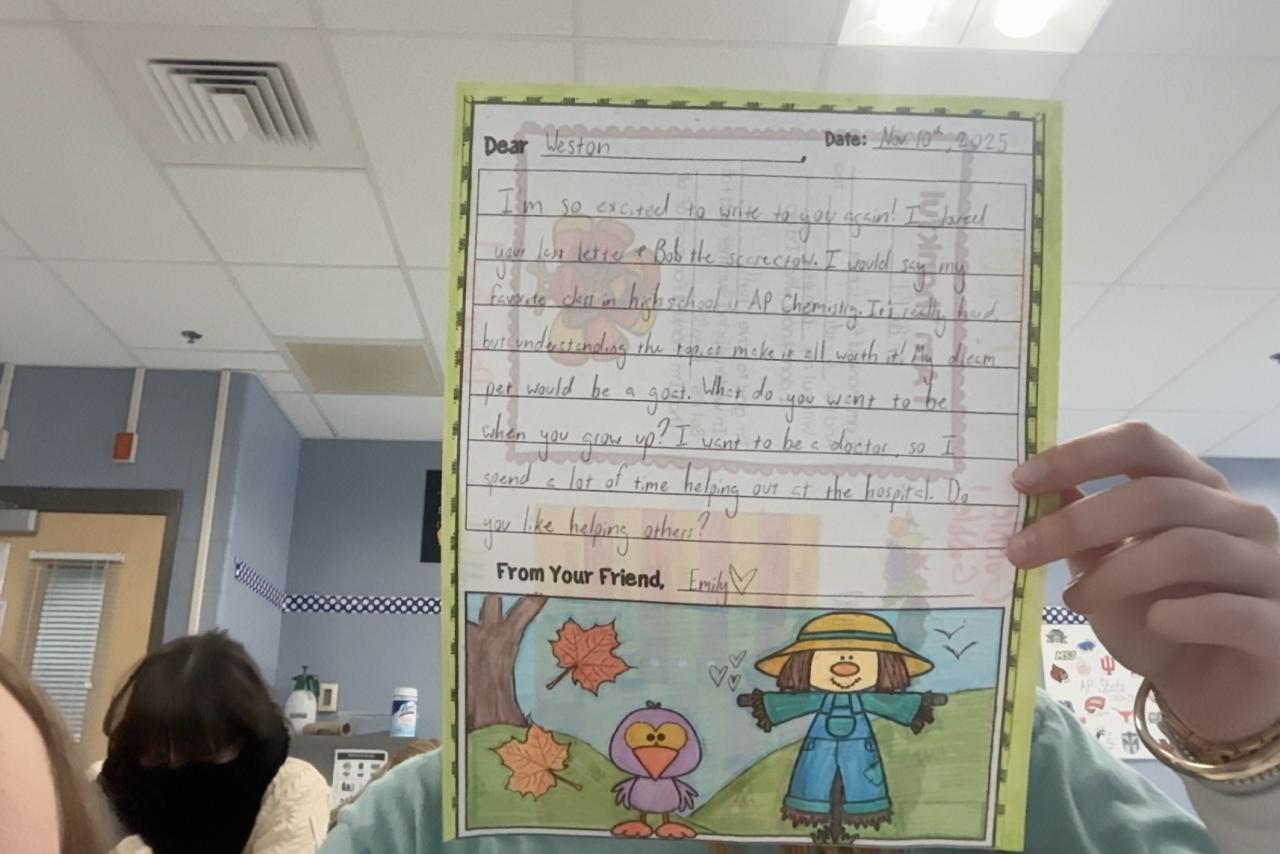 Dear Weston, Date: Nov. 10th, 2025
I'm so excited to write to you again! I loved
your last letter & Bob the scarecrow. I would say my
favorite class in high school is AP Chemistry. It's really hard,
but understanding the topics make it all worth it! My dream
pet would be a goat. What do you want to be
when you grow up? I want to be a doctor, so I
spend a lot of time helping out at the hospital. Do
you like helping others?
From Your Friend, Emily♡
AP Stats